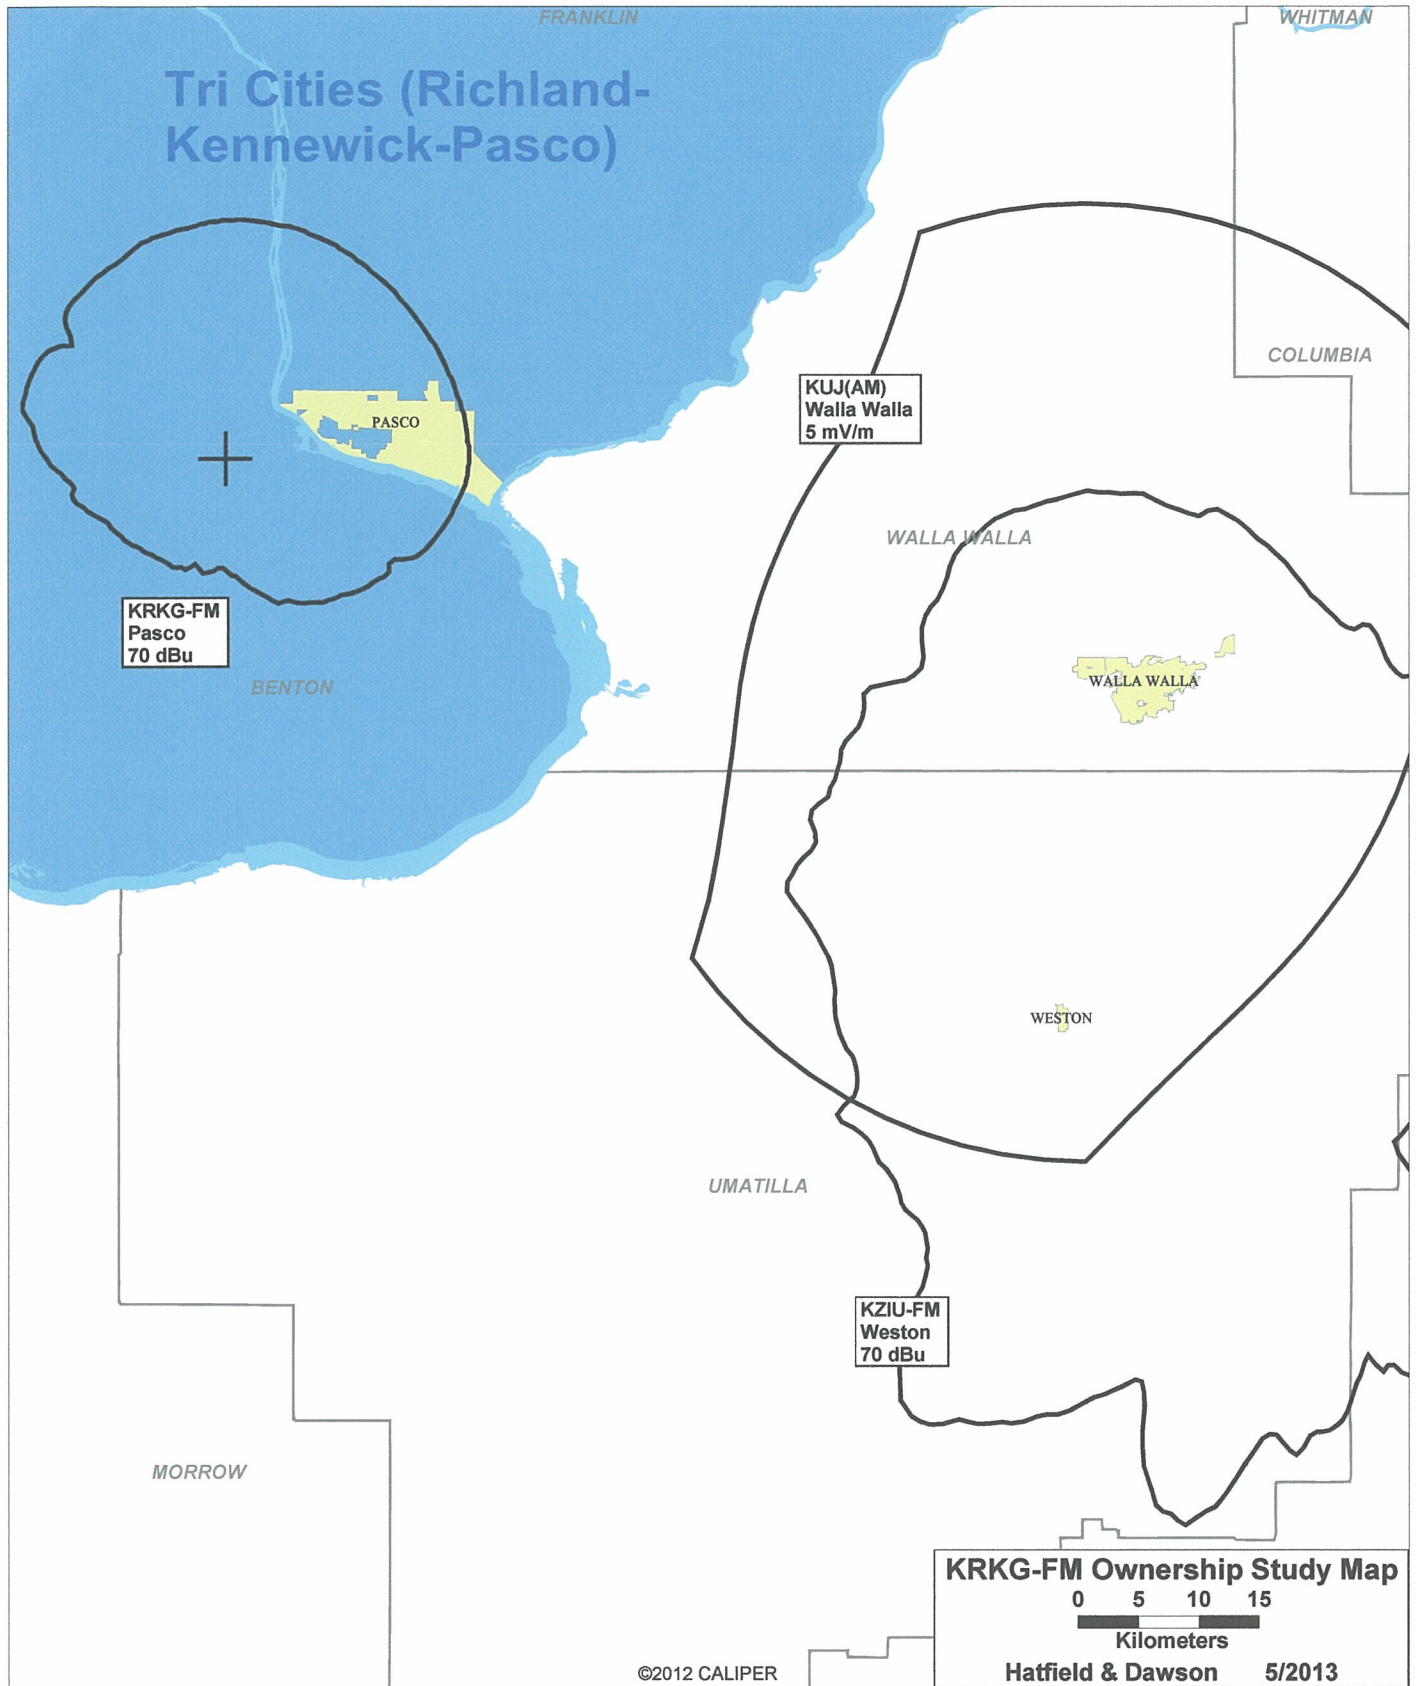 FRANKLIN
WHITMAN
Tri Cities (Richland-
Kennewick-Pasco)
COLUMBIA
KUJ(AM)
Walla Walla
5 mV/m
PASCO
WALLA WALLA
KRKG-FM
Pasco
70 dBu
BENTON
WALLA WALLA
WESTON
UMATILLA
KZIU-FM
Weston
70 dBu
MORROW
KRKG-FM Ownership Study Map
0 5 10 15
Kilometers
Hatfield & Dawson 5/2013
©2012 CALIPER